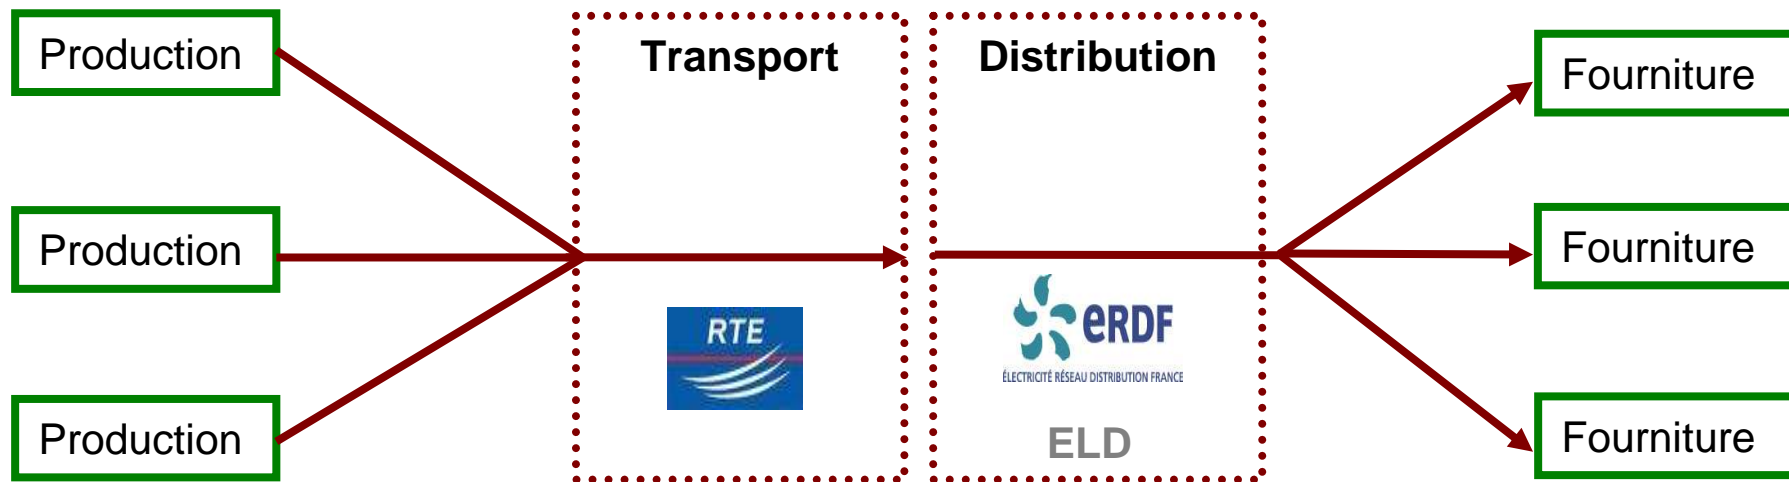 Production
Production
Production
Transport
RTE
Distribution
eRDF
ÉLECTRICITÉ RÉSEAU DISTRIBUTION FRANCE
ELD
Fourniture
Fourniture
Fourniture